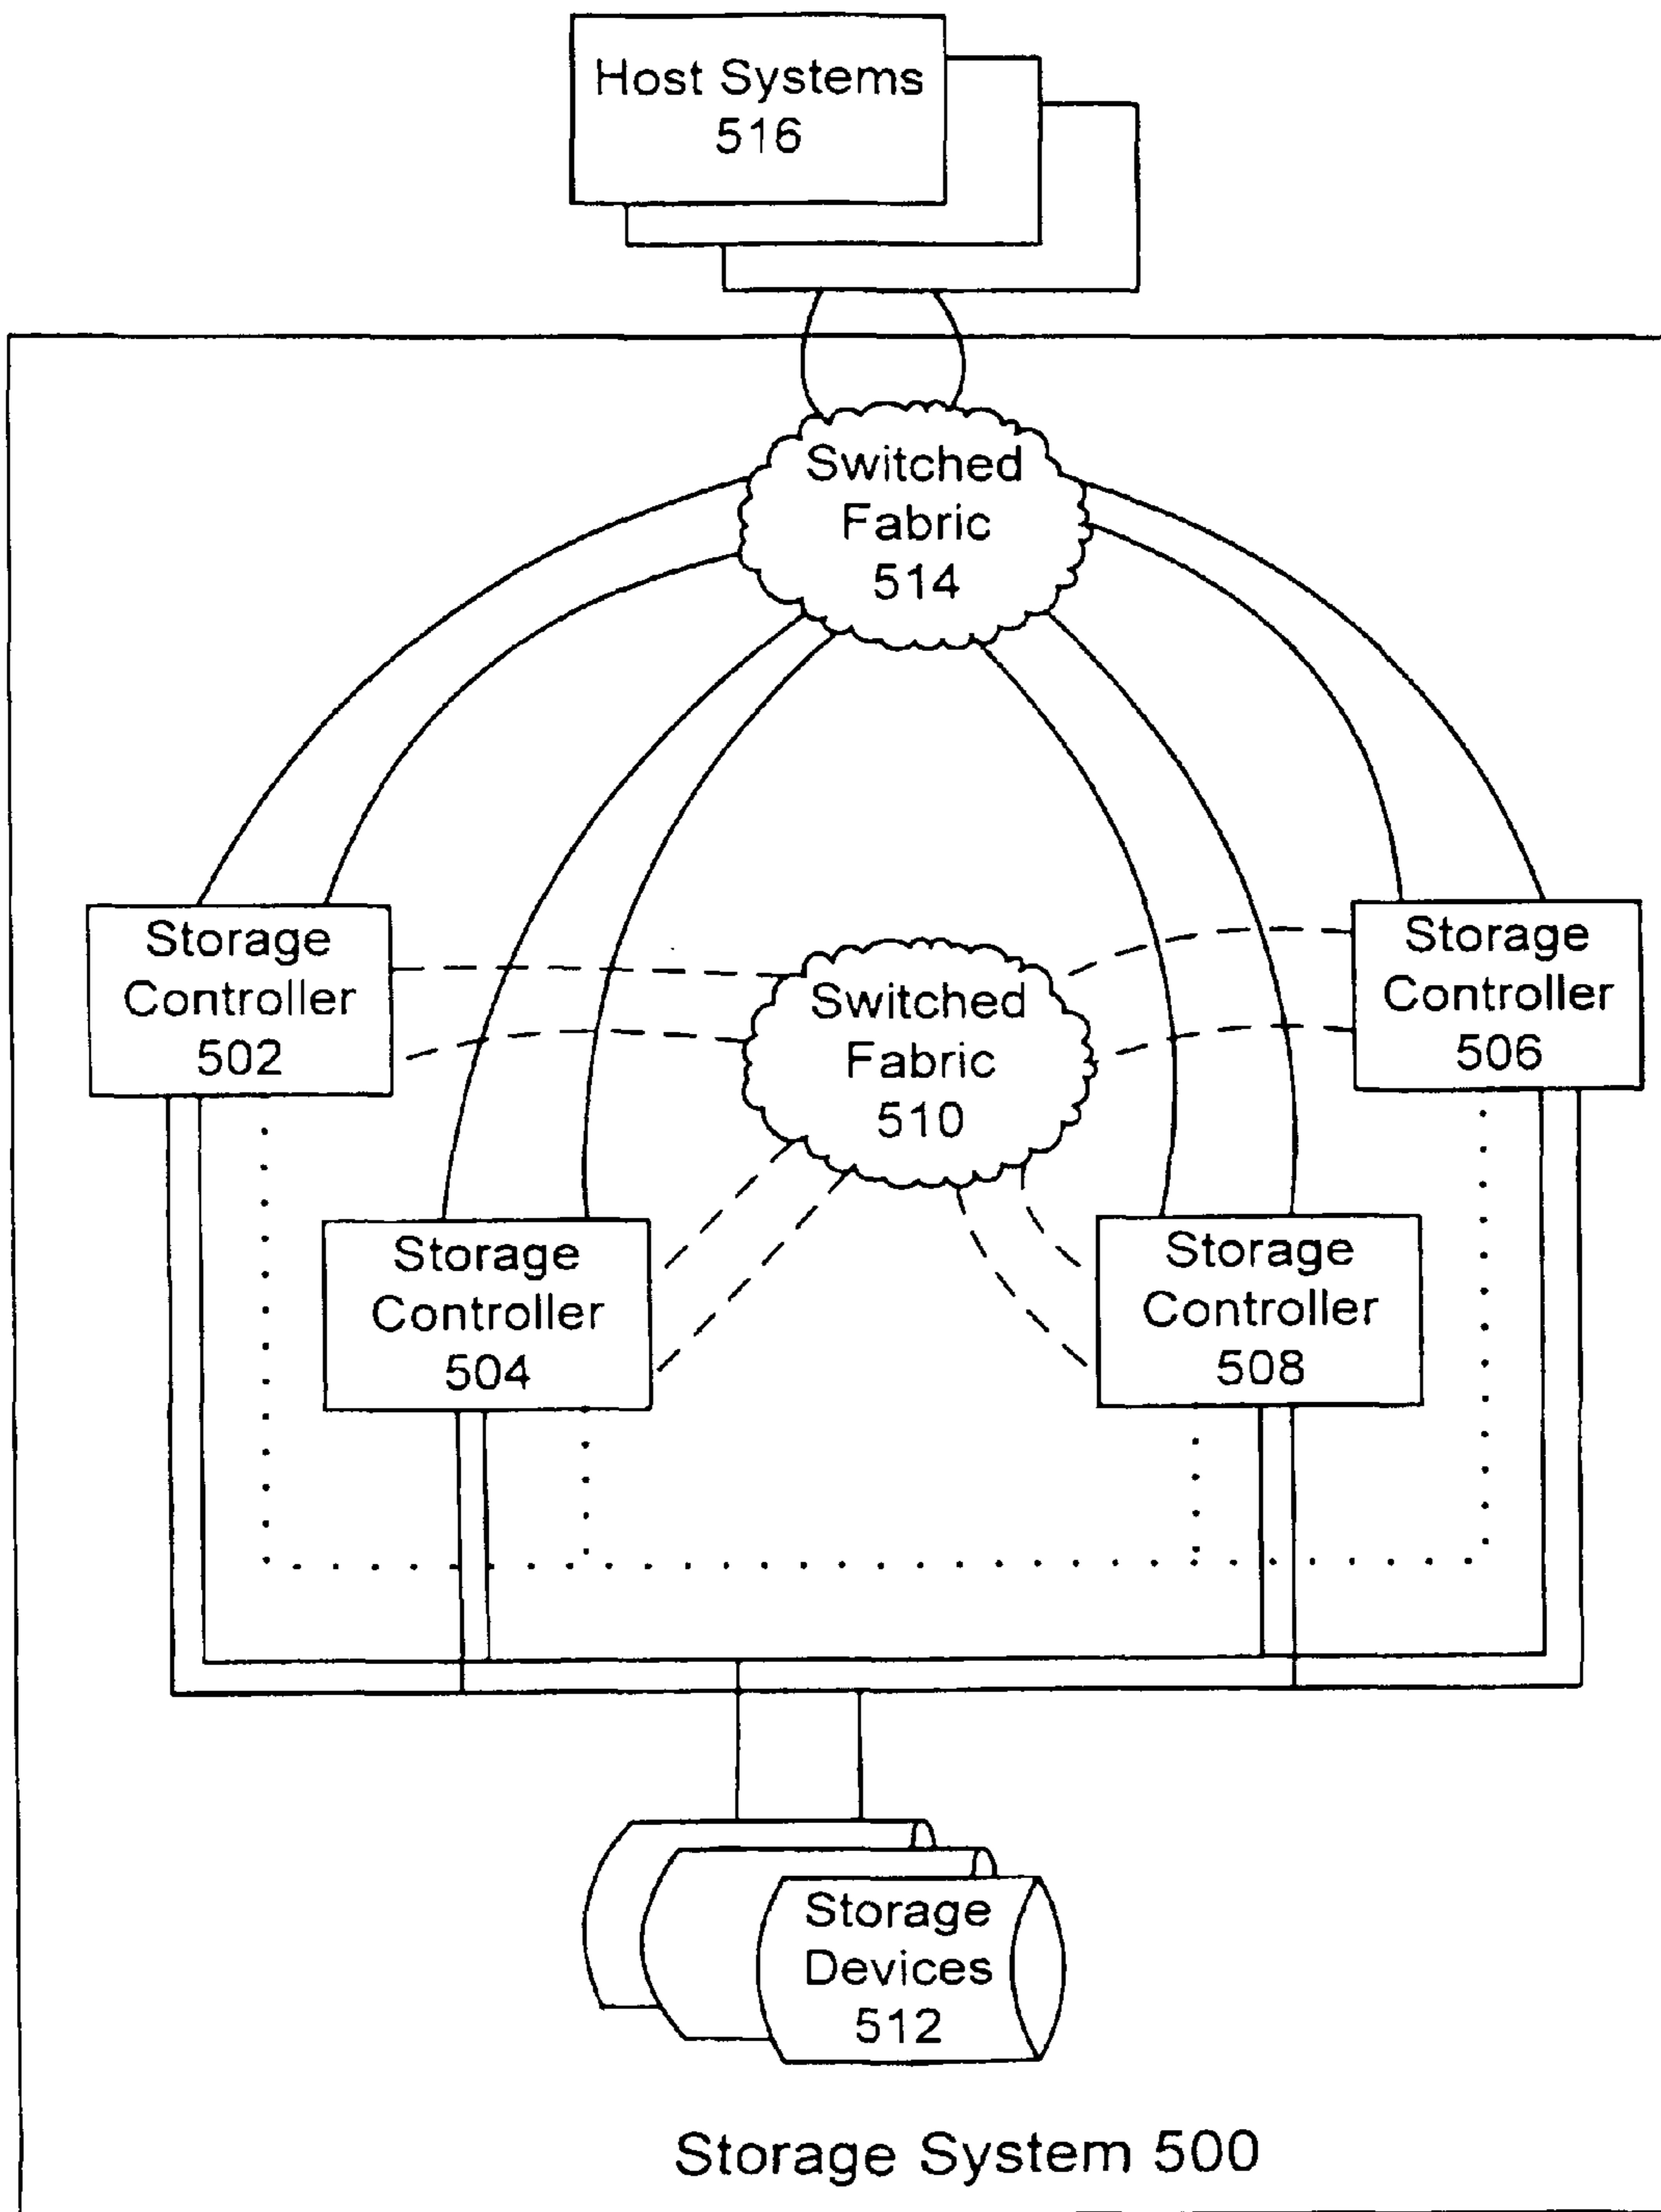 Host Systems
516
Switched
Fabric
514
Storage
Controller
502
Switched
Fabric
510
Storage
Controller
506
Storage
Controller
504
Storage
Controller
508
Storage
Devices
512
Storage System 500